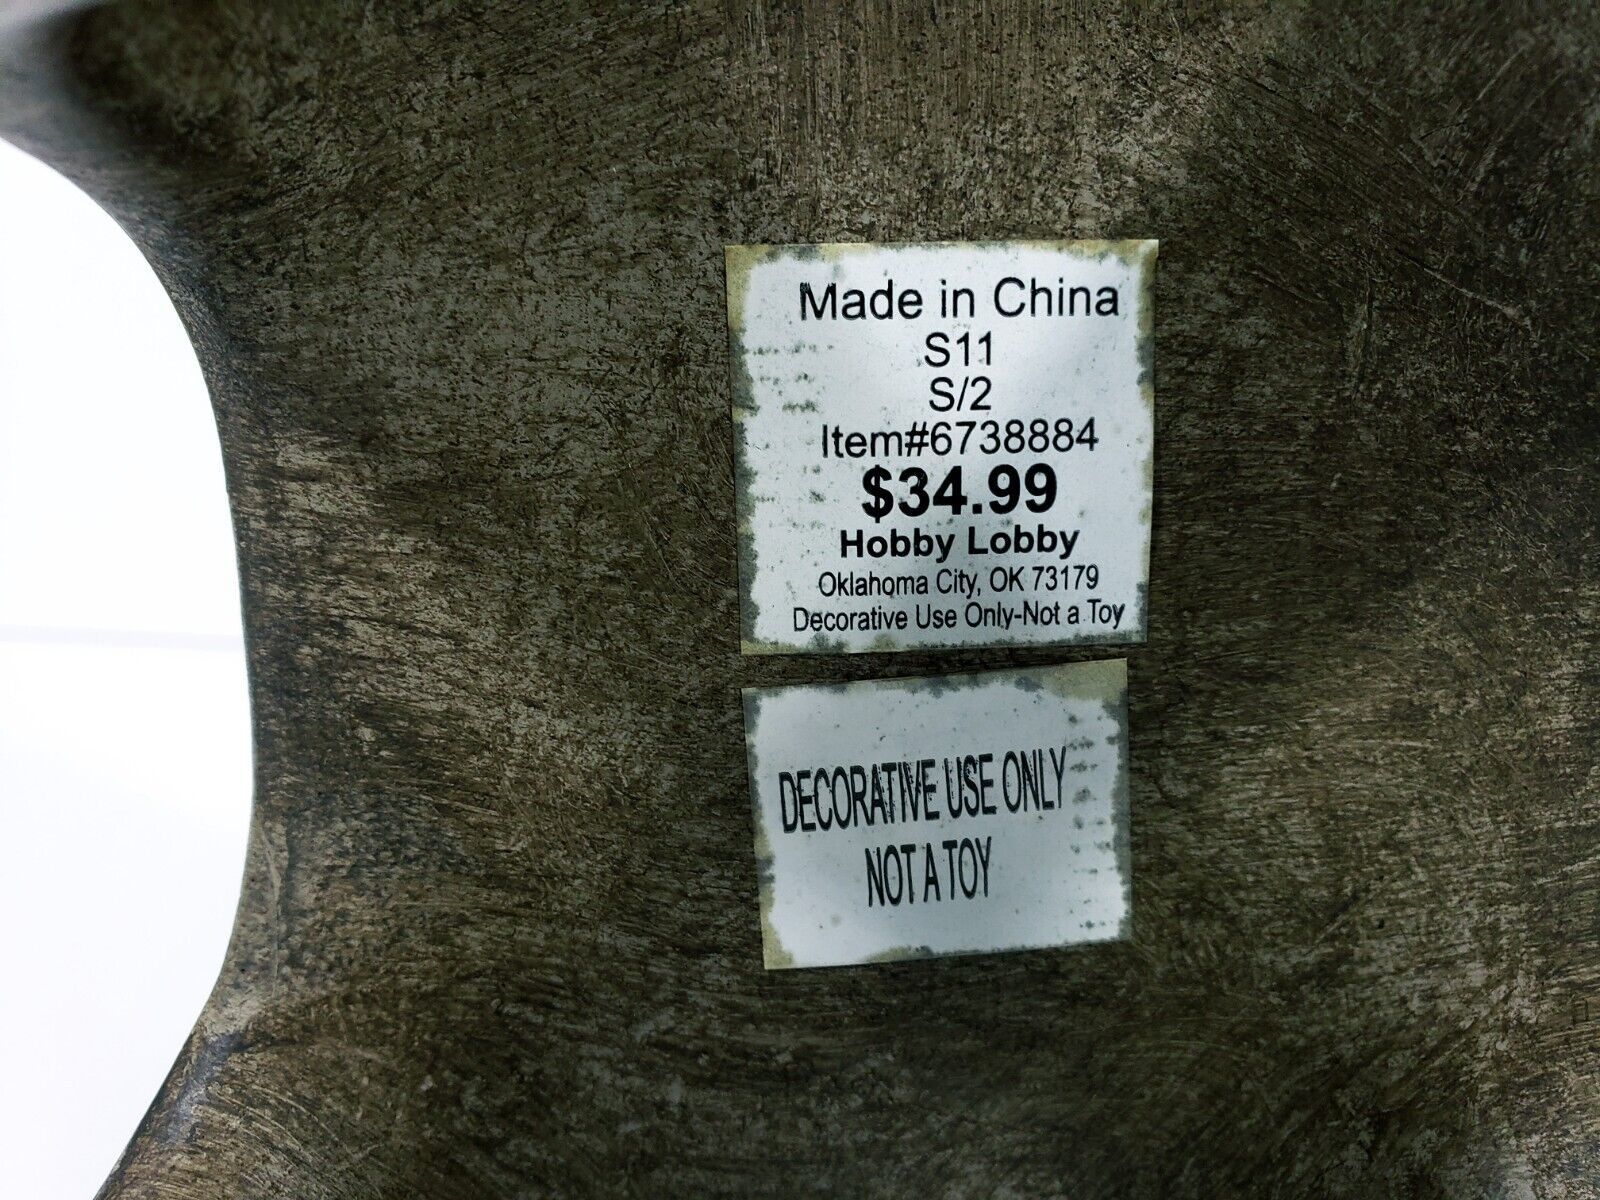 Made in China
S11
S/2
Item#6738884
$34.99
Hobby Lobby
Oklahoma City, OK 73179
Decorative Use Only-Not a Toy
DECORATIVE USE ONLY
NOT A TOY